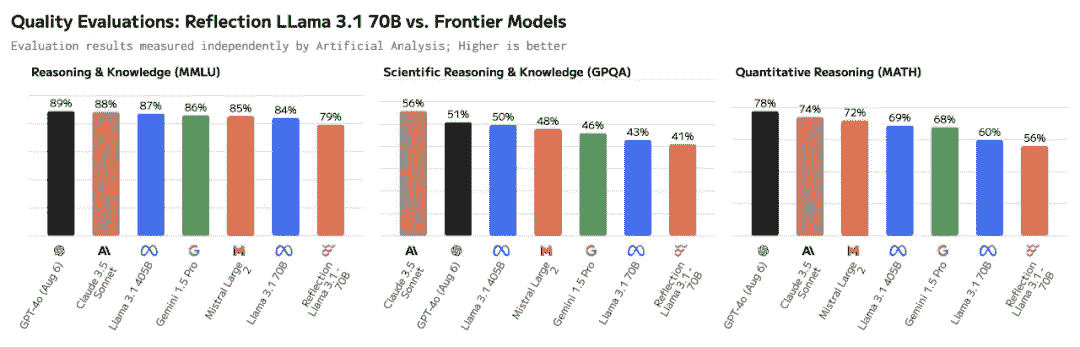 Quality Evaluations: Reflection LLama 3.1 70B vs. Frontier Models
Evaluation results measured independently by Artificial Analysis; Higher is better
Reasoning & Knowledge (MMLU)
89%
88%
87%
86%
85%
84%
79%
GPT-4o (Aug 6)
Claude 3.5
Sonnet
Llama 3.1 405B
Gemini 1.5 Pro
Mistral Large
2
Llama 3.1 70B
Reflection
Llama 3.1 -
70B
Scientific Reasoning & Knowledge (GPQA)
56%
51%
50%
48%
46%
43%
41%
Claude 3.5
Sonnet
GPT-4o (Aug 6)
Llama 3.1 405B
Mistral Large
2
Gemini 1.5 Pro
Llama 3.1 70B
Reflection
Llama 3.1 -
70B
Quantitative Reasoning (MATH)
78%
74%
72%
69%
68%
60%
56%
GPT-4o (Aug 6)
Claude 3.5
Sonnet
Mistral Large
2
Llama 3.1 405B
Gemini 1.5 Pro
Llama 3.1 70B
Reflection
Llama 3.1 -
70B